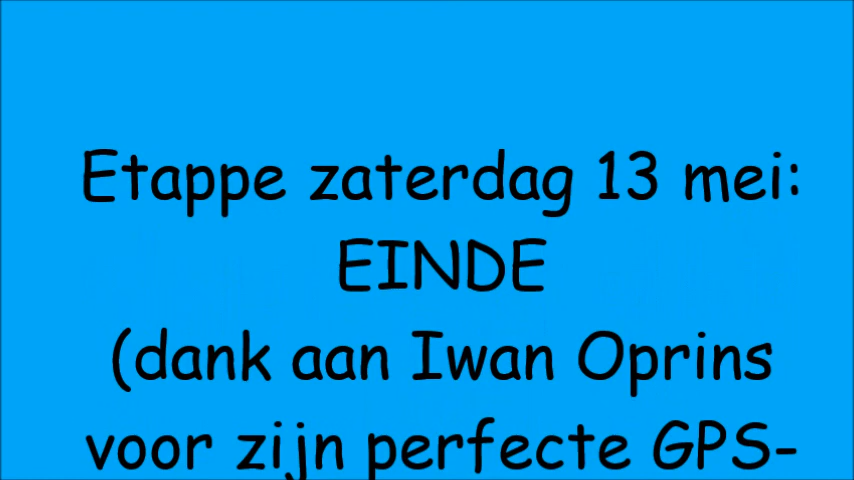 Etappe zaterdag 13 mei:
EINDE
(dank aan Iwan Oprins
voor zijn perfecte GPS-